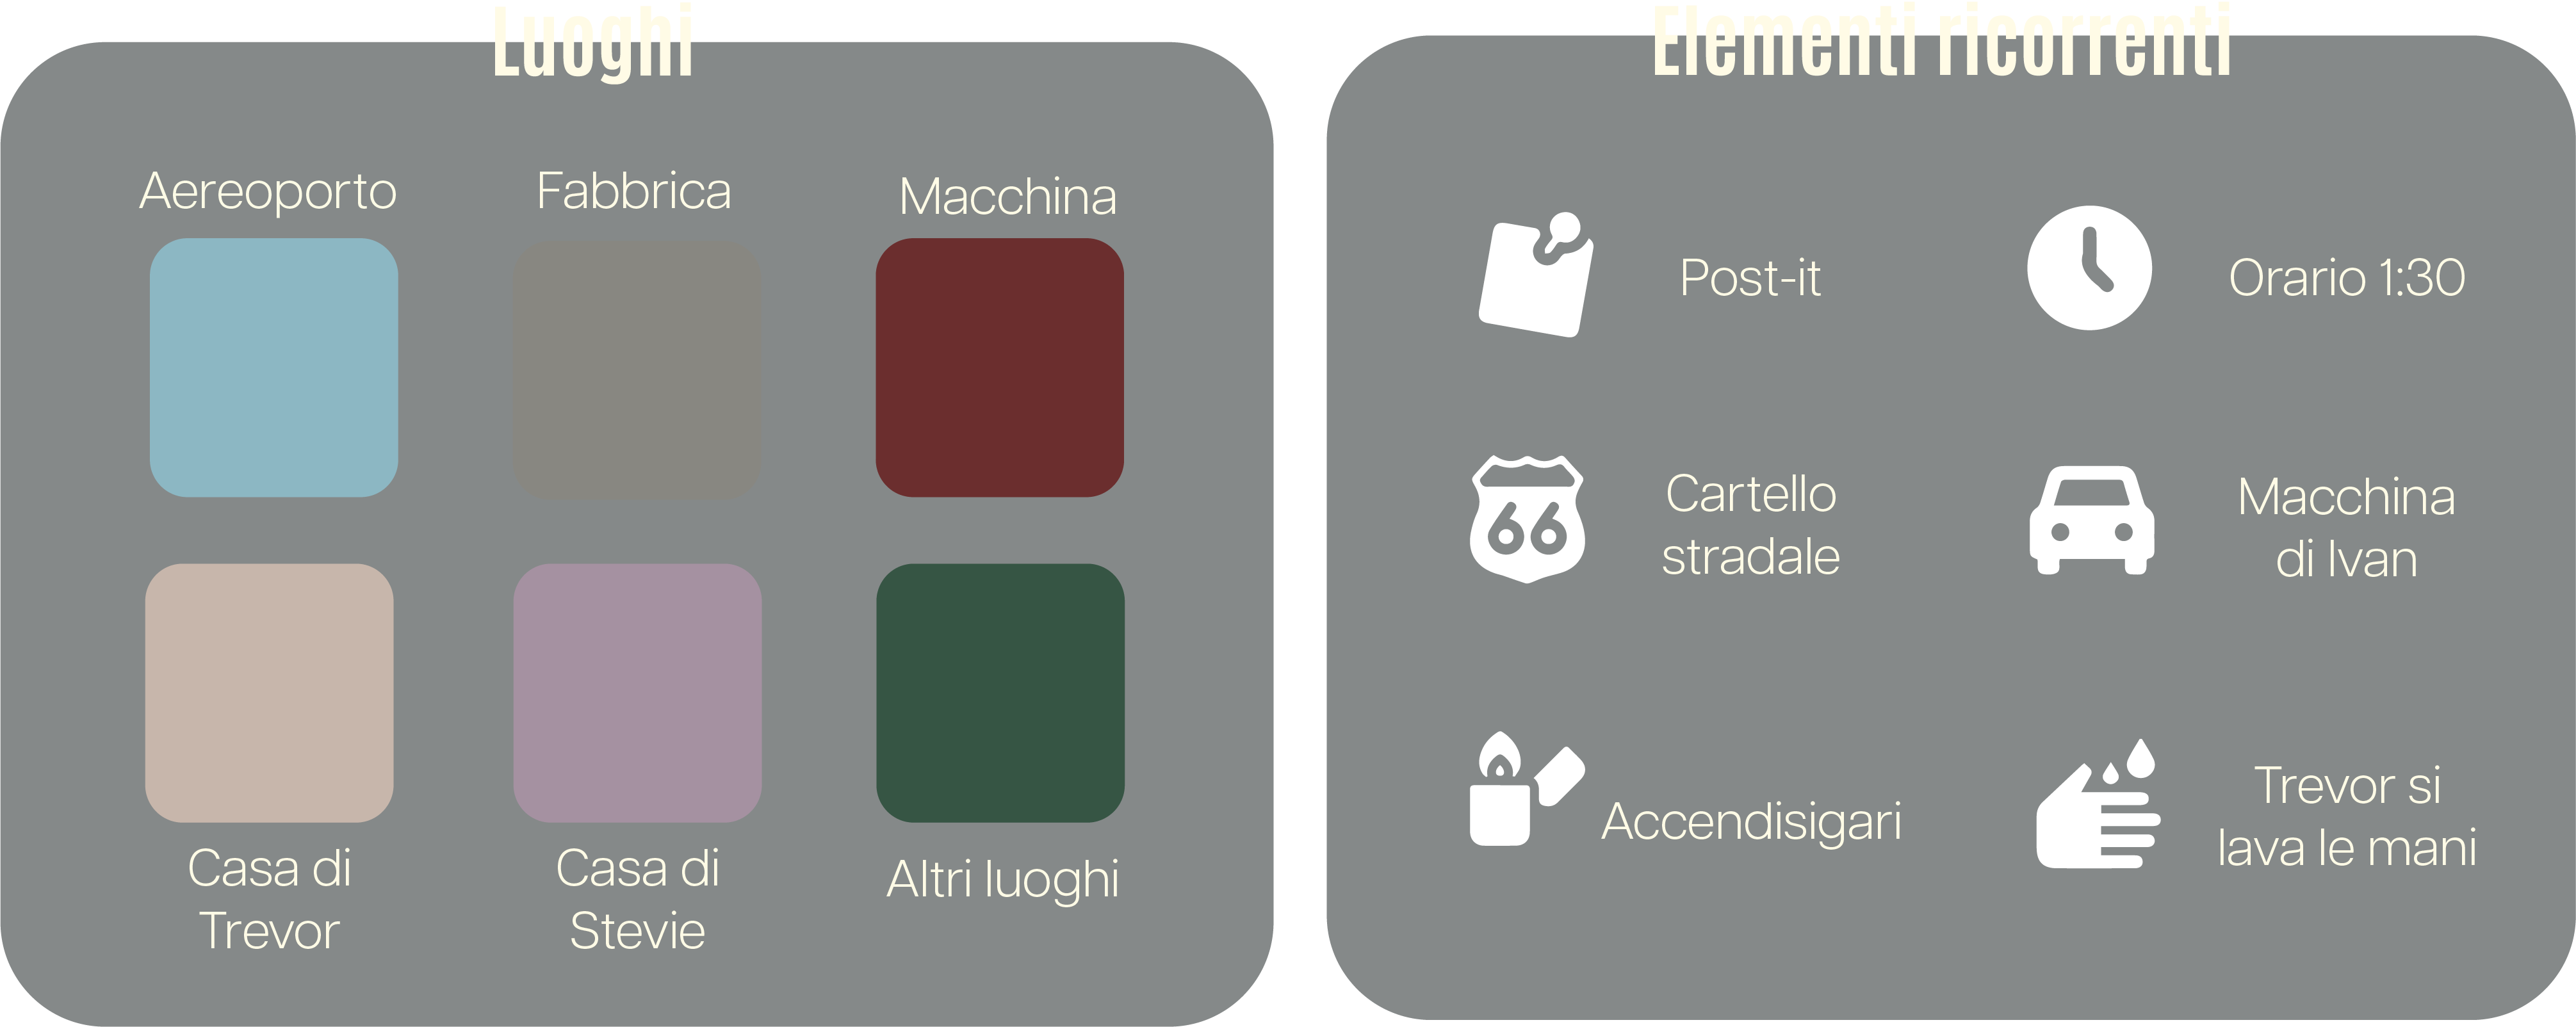 Luoghi
Aereoporto
Fabbrica
Macchina
Casa di
Trevor
Casa di
Stevie
Altri luoghi
Elementi ricorrenti
Post-it
Orario 1:30
66
Cartello
stradale
Macchina
di Ivan
Accendisigari
Trevor si
lava le mani